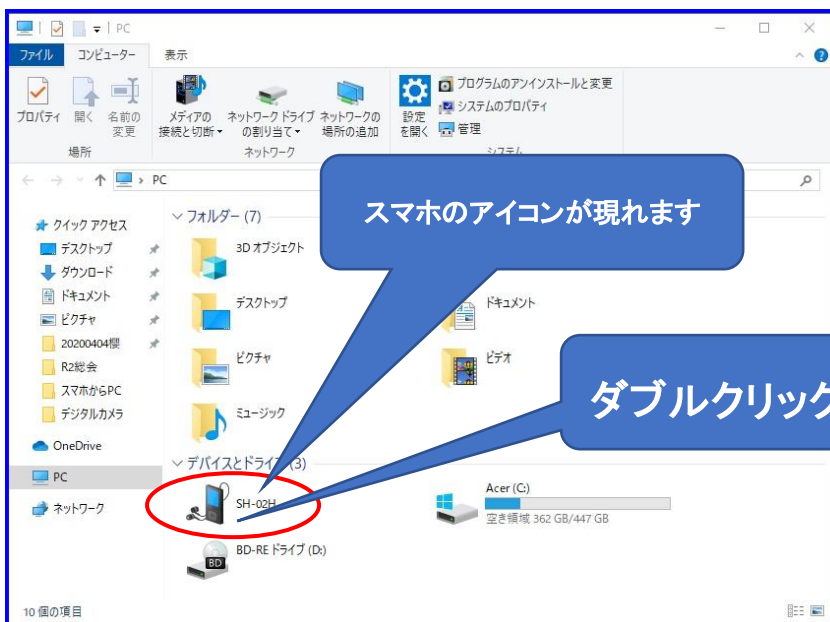 PC
ファイル コンピューター 表示
プロパティ 開く 名前の変更
メディアの接続と切断 ネットワーク ドライブの割り当て ネットワークの場所の追加
設定を開く
プログラムのアンインストールと変更
システムのプロパティ
管理
場所 ネットワーク システム
PC
スマホのアイコンが現れます
クイック アクセス
デスクトップ
ダウンロード
ドキュメント
ピクチャ
20200404櫻
R2総会
スマホからPC
デジタルカメラ
OneDrive
PC
ネットワーク
フォルダー (7)
3D オブジェクト
デスクトップ
ドキュメント
ピクチャ
ビデオ
ミュージック
ダブルクリック
デバイスとドライブ (3)
SH-02H
Acer (C:)
空き領域 362 GB/447 GB
BD-RE ドライブ (D:)
BD
10 個の項目